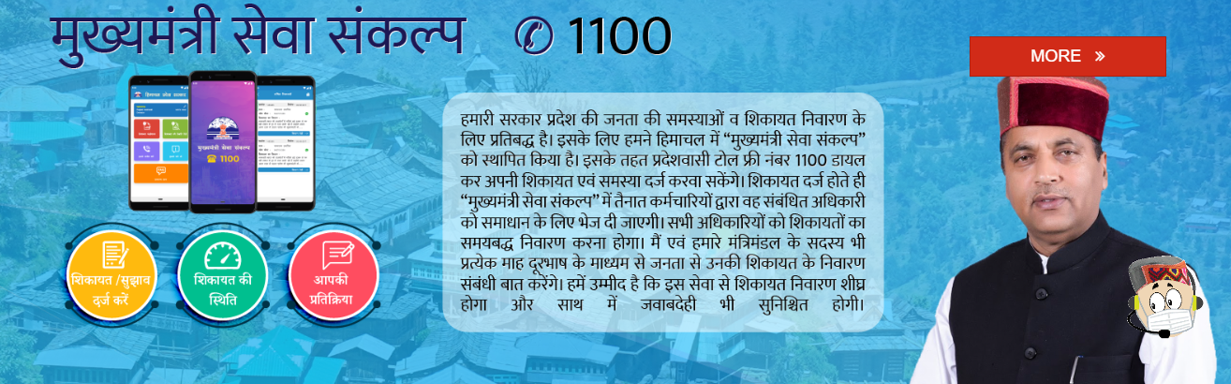 मुख्यमंत्री सेवा संकल्प ✆ 1100
MORE »
हिमाचल लोक सरकार
मुख्यमंत्री सेवा संकल्प
☎ 1100
हमारी सरकार प्रदेश की जनता की समस्याओं व शिकायत निवारण के
लिए प्रतिबद्ध है। इसके लिए हमने हिमाचल में “मुख्यमंत्री सेवा संकल्प”
को स्थापित किया है। इसके तहत प्रदेशवासी टोल फ्री नंबर 1100 डायल
कर अपनी शिकायत एवं समस्या दर्ज करवा सकेंगे। शिकायत दर्ज होते ही
“मुख्यमंत्री सेवा संकल्प” में तैनात कर्मचारियों द्वारा वह संबंधित अधिकारी
को समाधान के लिए भेज दी जाएगी। सभी अधिकारियों को शिकायतों का
समयबद्ध निवारण करना होगा। मैं एवं हमारे मंत्रिमंडल के सदस्य भी
प्रत्येक माह दूरभाष के माध्यम से जनता से उनकी शिकायत के निवारण
संबंधी बात करेंगे। हमें उम्मीद है कि इस सेवा से शिकायत निवारण शीघ्र
होगा और साथ में जवाबदेही भी सुनिश्चित होगी।
शिकायत /सुझाव
दर्ज करें
शिकायत की
स्थिति
आपकी
प्रतिक्रिया